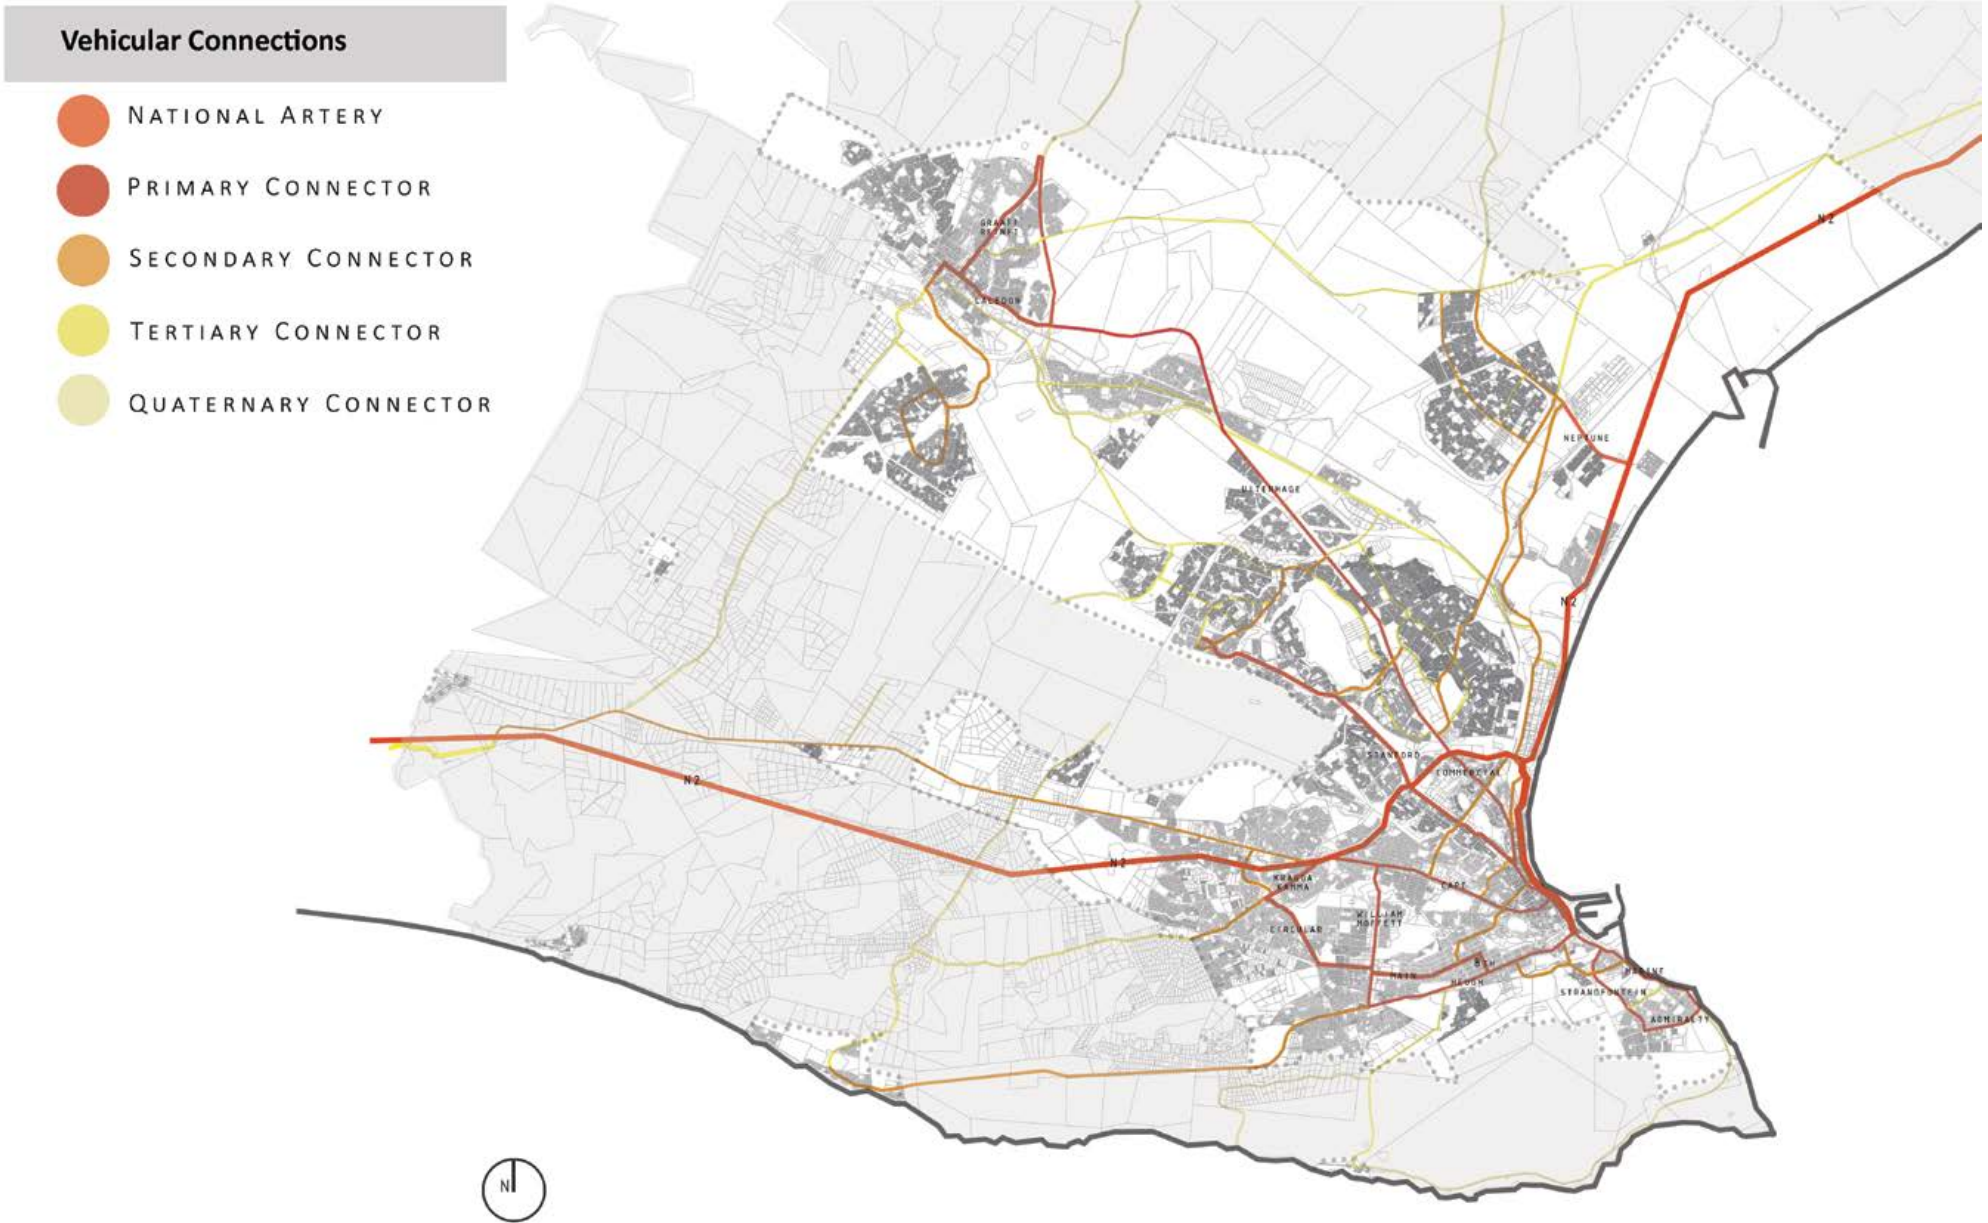 Vehicular Connections
NATIONAL ARTERY
PRIMARY CONNECTOR
SECONDARY CONNECTOR
TERTIARY CONNECTOR
QUATERNARY CONNECTOR
GRAAFF
REINET
CALEDON
N2
NEPTUNE
UITENHAGE
N2
STANFORD
COMMERCIAL
N2
N2
KRAGGA
KAMMA
CAPE
WILLIAM
MOFFETT
CIRCULAR
8TH
MAIN
HEUGH
MARINE
STRANDFONTEIN
ADMIRALTY
N